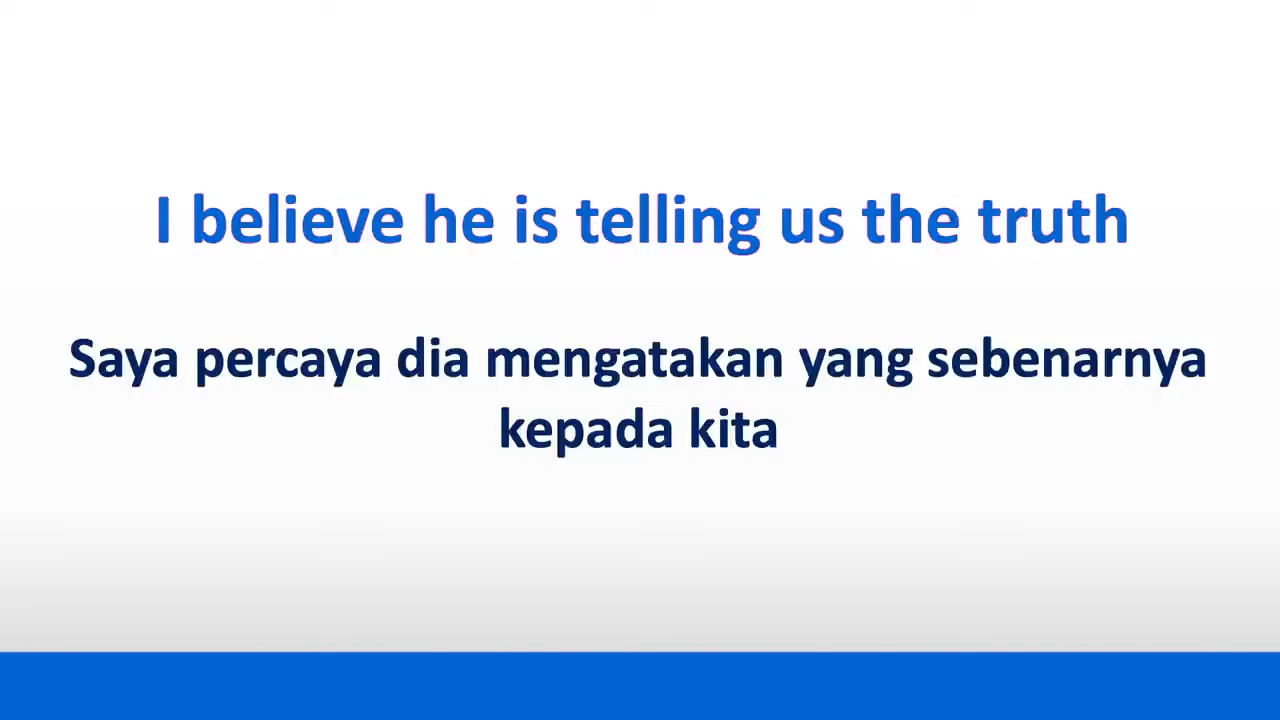 I believe he is telling us the truth
Saya percaya dia mengatakan yang sebenarnya
kepada kita